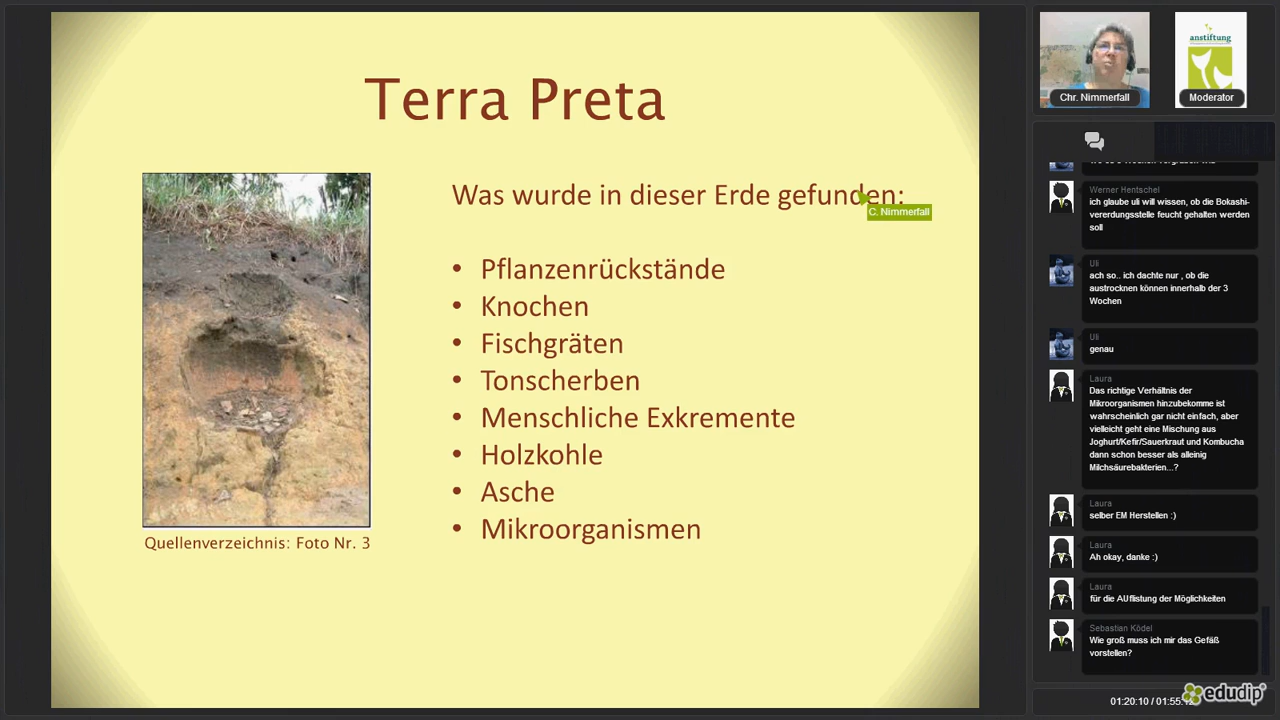 Terra Preta
Was wurde in dieser Erde gefunden:
C. Nimmerfall
• Pflanzenrückstände
• Knochen
• Fischgräten
• Tonscherben
• Menschliche Exkremente
• Holzkohle
• Asche
• Mikroorganismen
Quellenverzeichnis: Foto Nr. 3
Chr. Nimmerfall
anstiftung
Moderator
Werner Hentschel
ich glaube uli will wissen, ob die Bokashi-
vererdungsstelle feucht gehalten werden
soll
Uli
ach so.. ich dachte nur , ob die
austrocknen können innerhalb der 3
Wochen
Uli
genau
Laura
Das richtige Verhältnis der
Mikroorganismen hinzubekomme ist
wahrscheinlich gar nicht einfach, aber
vielleicht geht eine Mischung aus
Joghurt/Kefir/Sauerkraut und Kombucha
dann schon besser als alleinig
Milchsäurebakterien...?
Laura
selber EM Herstellen :)
Laura
Ah okay, danke :)
Laura
für die AUflistung der Möglichkeiten
Sebastian Ködel
Wie groß muss ich mir das Gefäß
vorstellen?
01:20:10 / 01:55:
edudip